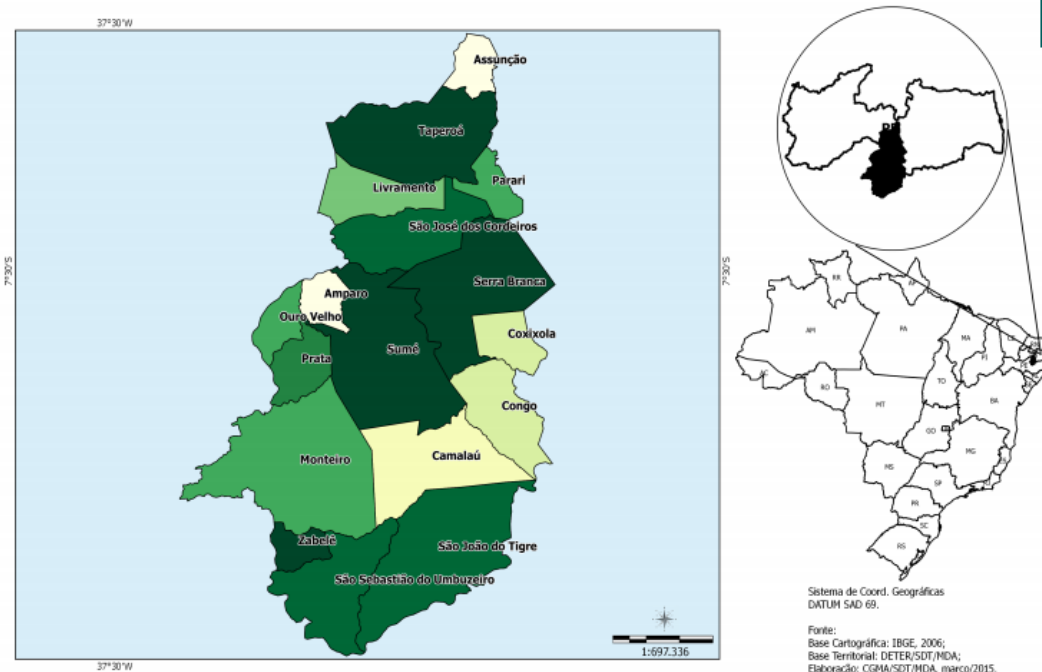 37°30'W
Assunção
Taperoá
Livramento
Parari
São José dos Cordeiros
7°30'S
7°30'S
Serra Branca
Amparo
Ouro Velho
Coxixola
Sumé
Prata
Congo
Monteiro
Camalaú
Zabelê
São João do Tigre
São Sebastião do Umbuzeiro
1:697.336
37°30'W
RR
AP
AM
PA
MA
CE
PI
AC
TO
RO
BA
MT
GO
MG
MS
SP
PR
SC
RS
Sistema de Coord. Geográficas
DATUM SAD 69.
Fonte:
Base Cartográfica: IBGE, 2006;
Base Territorial: DETER/SDT/MDA;
Elaboração: CGMA/SDT/MDA, março/2015.